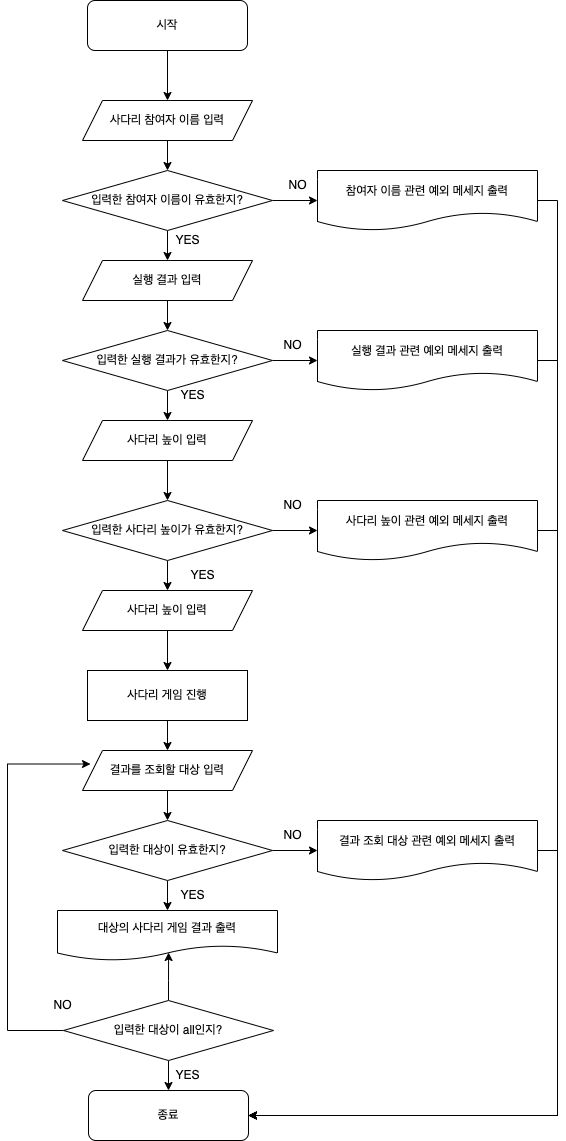 시작
사다리 참여자 이름 입력
입력한 참여자 이름이 유효한지?
NO
참여자 이름 관련 예외 메세지 출력
YES
실행 결과 입력
입력한 실행 결과가 유효한지?
NO
실행 결과 관련 예외 메세지 출력
YES
사다리 높이 입력
입력한 사다리 높이가 유효한지?
NO
사다리 높이 관련 예외 메세지 출력
YES
사다리 높이 입력
사다리 게임 진행
결과를 조회할 대상 입력
입력한 대상이 유효한지?
NO
결과 조회 대상 관련 예외 메세지 출력
YES
대상의 사다리 게임 결과 출력
NO
입력한 대상이 all인지?
YES
종료